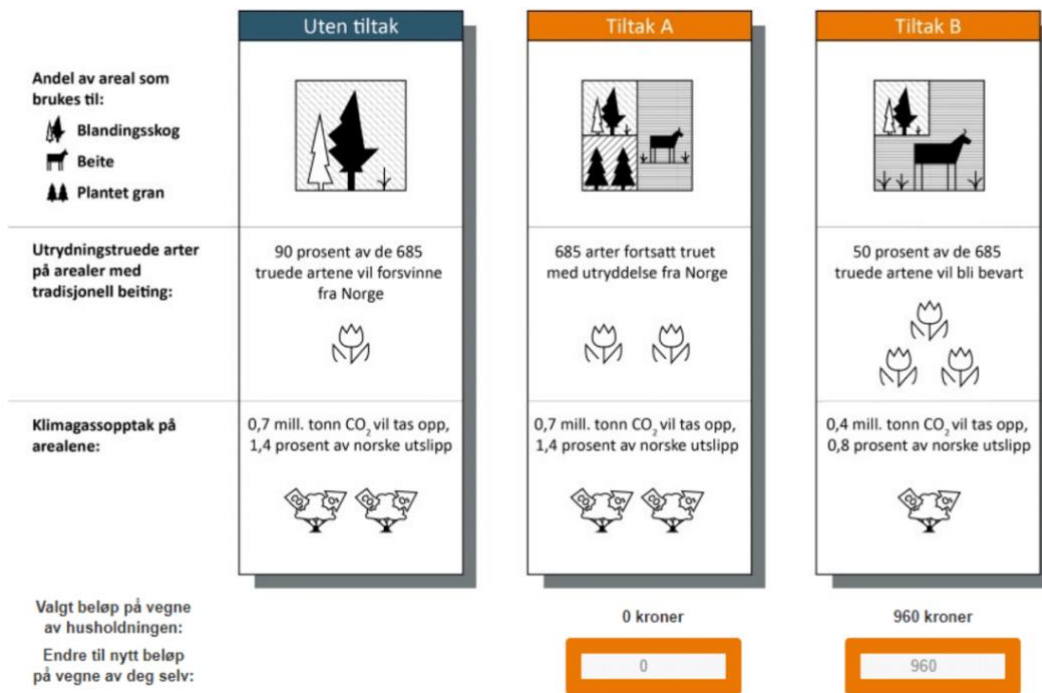 Uten tiltak
Tiltak A
Tiltak B
Andel av areal som
brukes til:
Blandingsskog
Beite
Plantet gran
Utrydningstruede arter
på arealer med
tradisjonell beiting:
90 prosent av de 685
truede artene vil forsvinne
fra Norge
685 arter fortsatt truet
med utryddelse fra Norge
50 prosent av de 685
truede artene vil bli bevart
Klimagassopptak på
arealene:
0,7 mill. tonn CO₂ vil tas opp,
1,4 prosent av norske utslipp
0,7 mill. tonn CO₂ vil tas opp,
1,4 prosent av norske utslipp
0,4 mill. tonn CO₂ vil tas opp,
0,8 prosent av norske utslipp
Valgt beløp på vegne
av husholdningen:
0 kroner
960 kroner
Endre til nytt beløp
på vegne av deg selv:
0
960